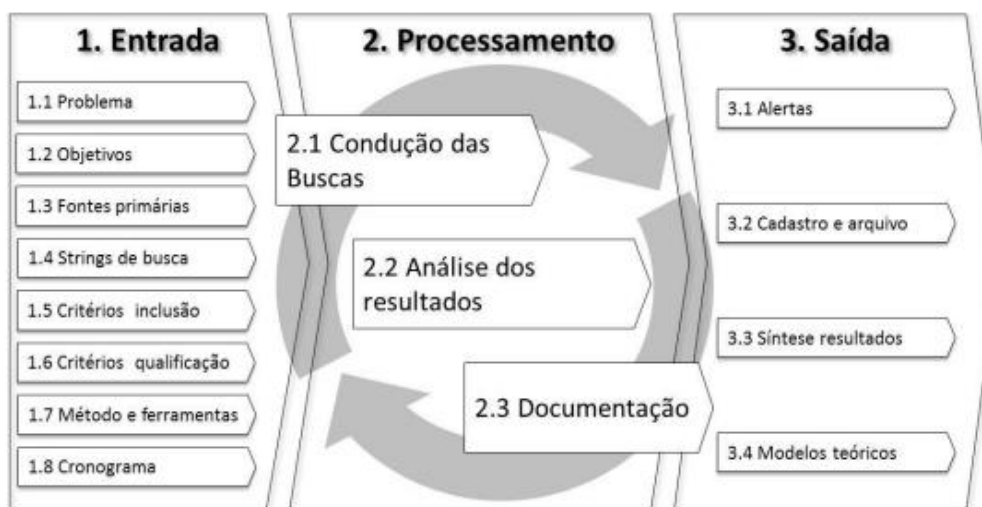 1. Entrada
1.1 Problema
1.2 Objetivos
1.3 Fontes primárias
1.4 Strings de busca
1.5 Critérios inclusão
1.6 Critérios qualificação
1.7 Método e ferramentas
1.8 Cronograma
2. Processamento
2.1 Condução das
Buscas
2.2 Análise dos
resultados
2.3 Documentação
3. Saída
3.1 Alertas
3.2 Cadastro e arquivo
3.3 Síntese resultados
3.4 Modelos teóricos